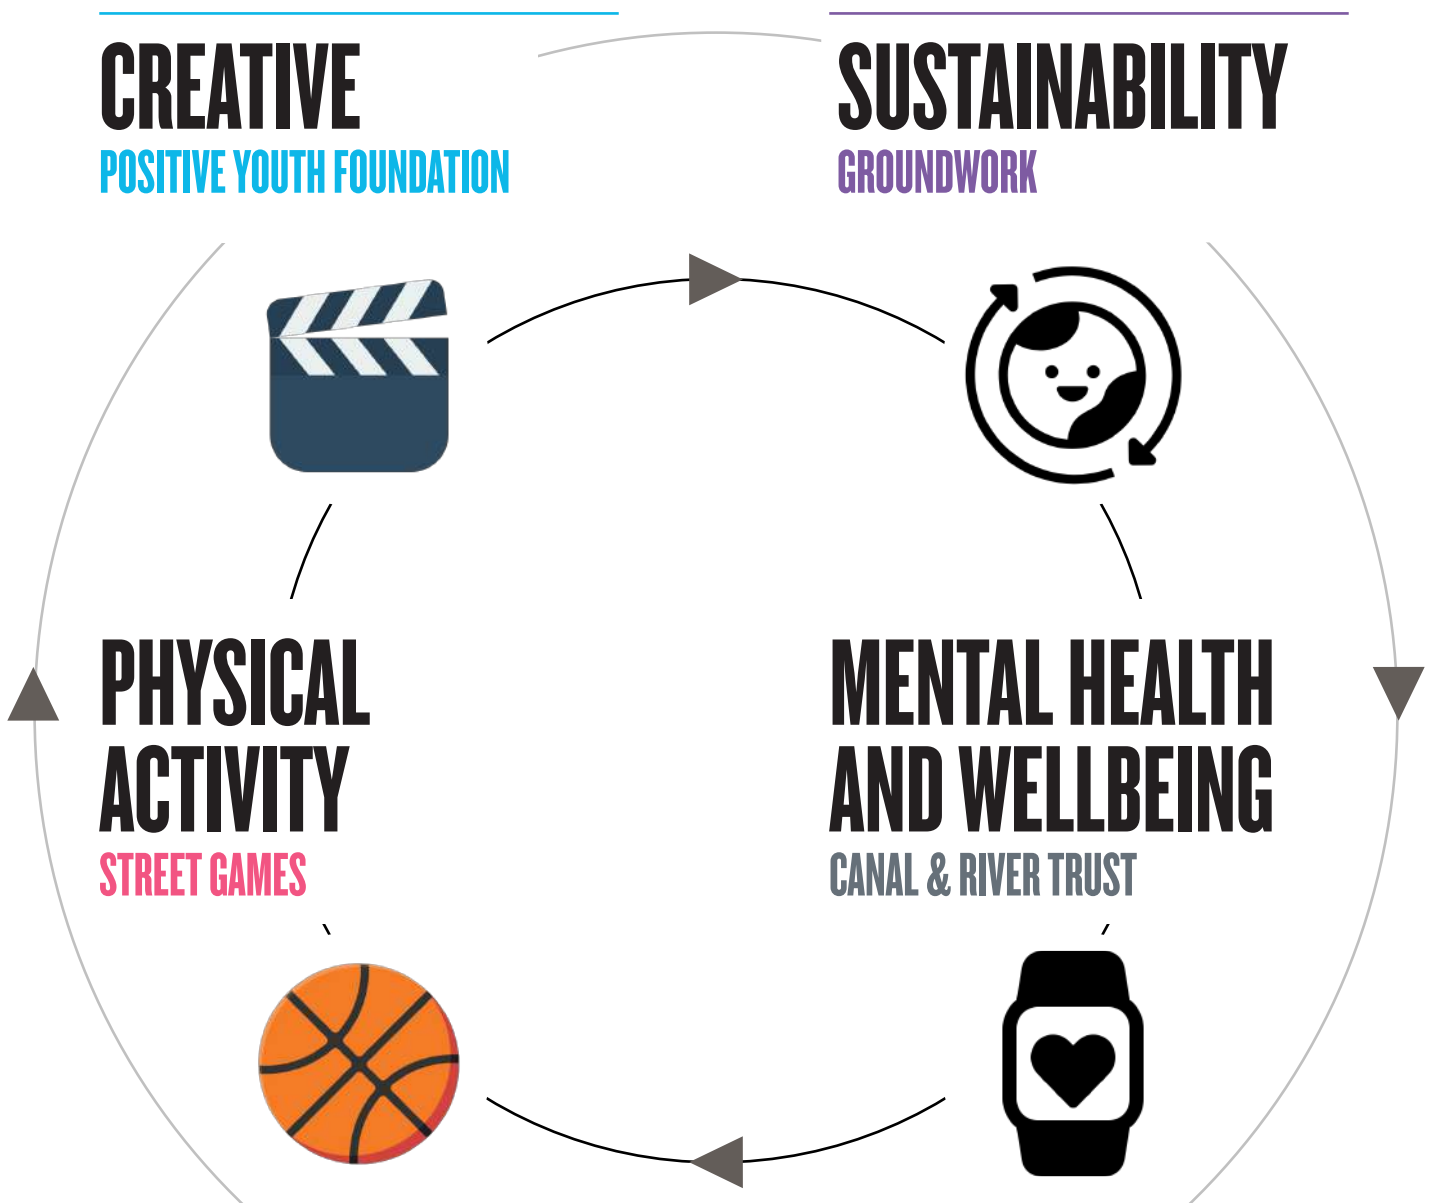 CREATIVE
POSITIVE YOUTH FOUNDATION
SUSTAINABILITY
GROUNDWORK
PHYSICAL
ACTIVITY
STREET GAMES
MENTAL HEALTH
AND WELLBEING
CANAL & RIVER TRUST